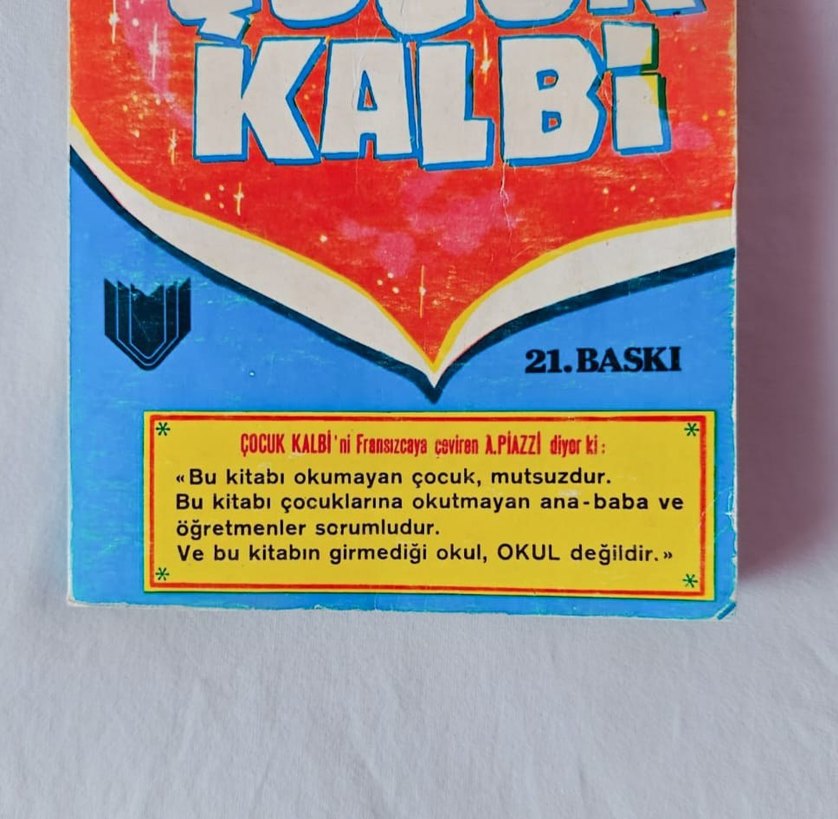 ÇOCUK
KALBİ
21. BASKI
ÇOCUK KALBİ'ni Fransızcaya çeviren A.PİAZZİ diyor ki:
«Bu kitabı okumayan çocuk, mutsuzdur.
Bu kitabı çocuklarına okutmayan ana-baba ve
öğretmenler sorumludur.
Ve bu kitabın girmediği okul, OKUL değildir.»